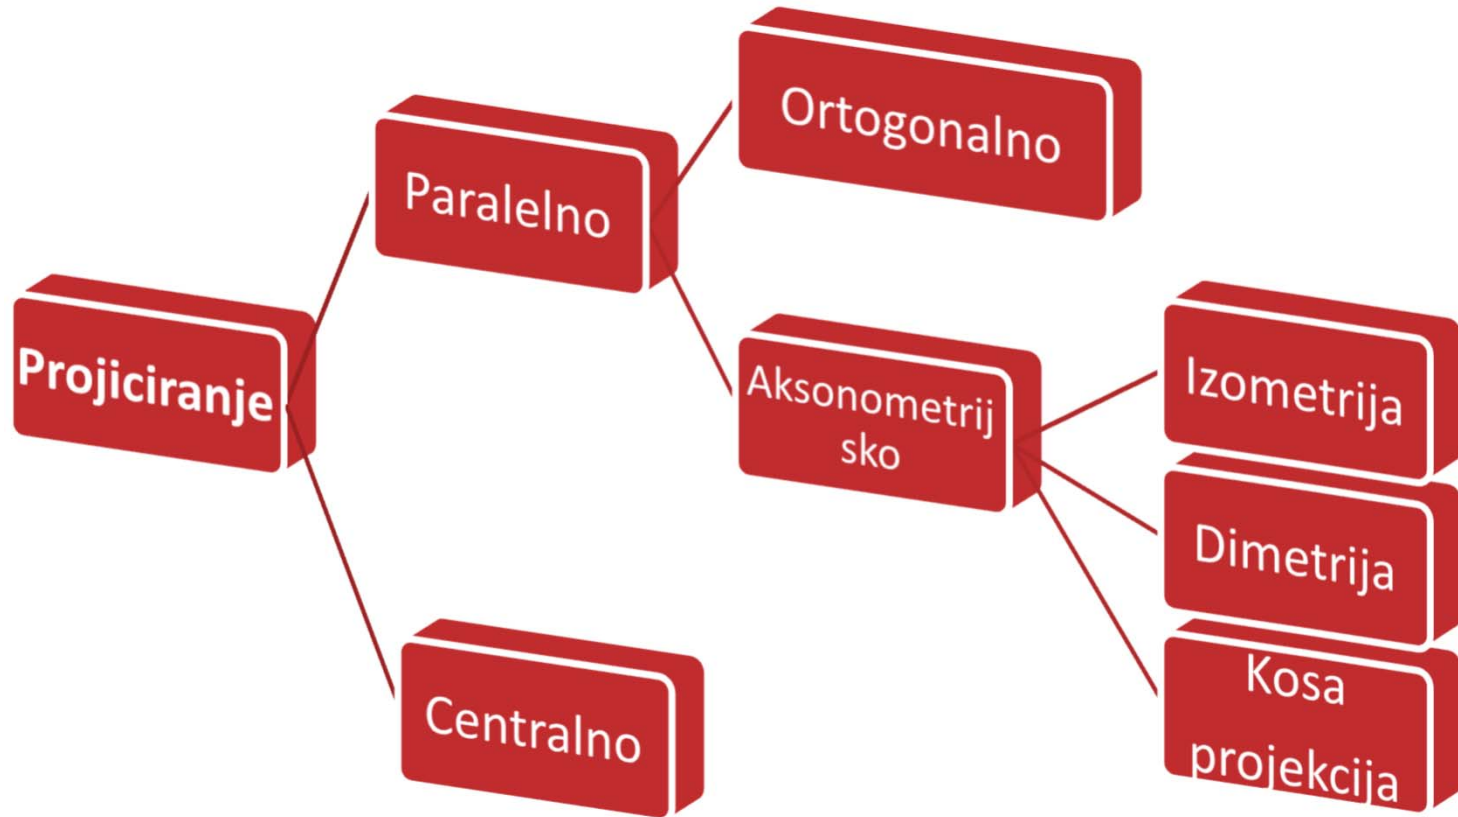 Projiciranje
Paralelno
Ortogonalno
Aksonometrij
sko
Izometrija
Dimetrija
Kosa
projekcija
Centralno